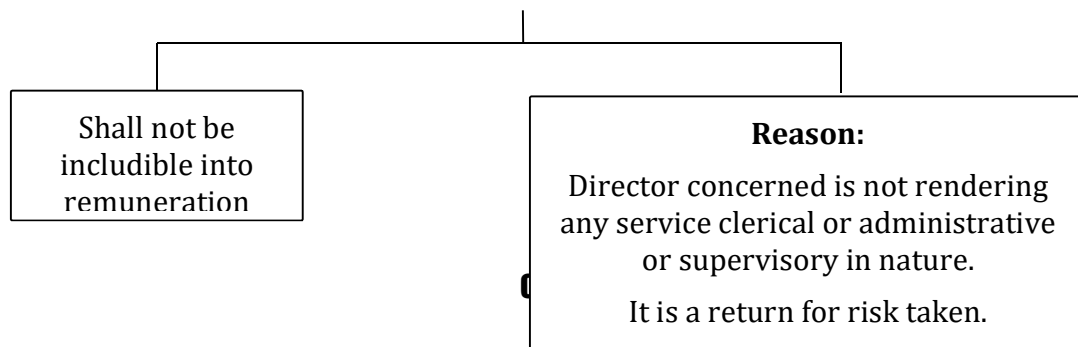 Shall not be
includible into
remuneration
Reason:
Director concerned is not rendering
any service clerical or administrative
or supervisory in nature.
It is a return for risk taken.